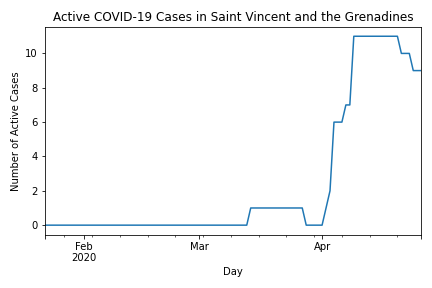 Active COVID-19 Cases in Saint Vincent and the Grenadines
Number of Active Cases
10
8
6
4
2
0
Feb
2020
Mar
Apr
Day